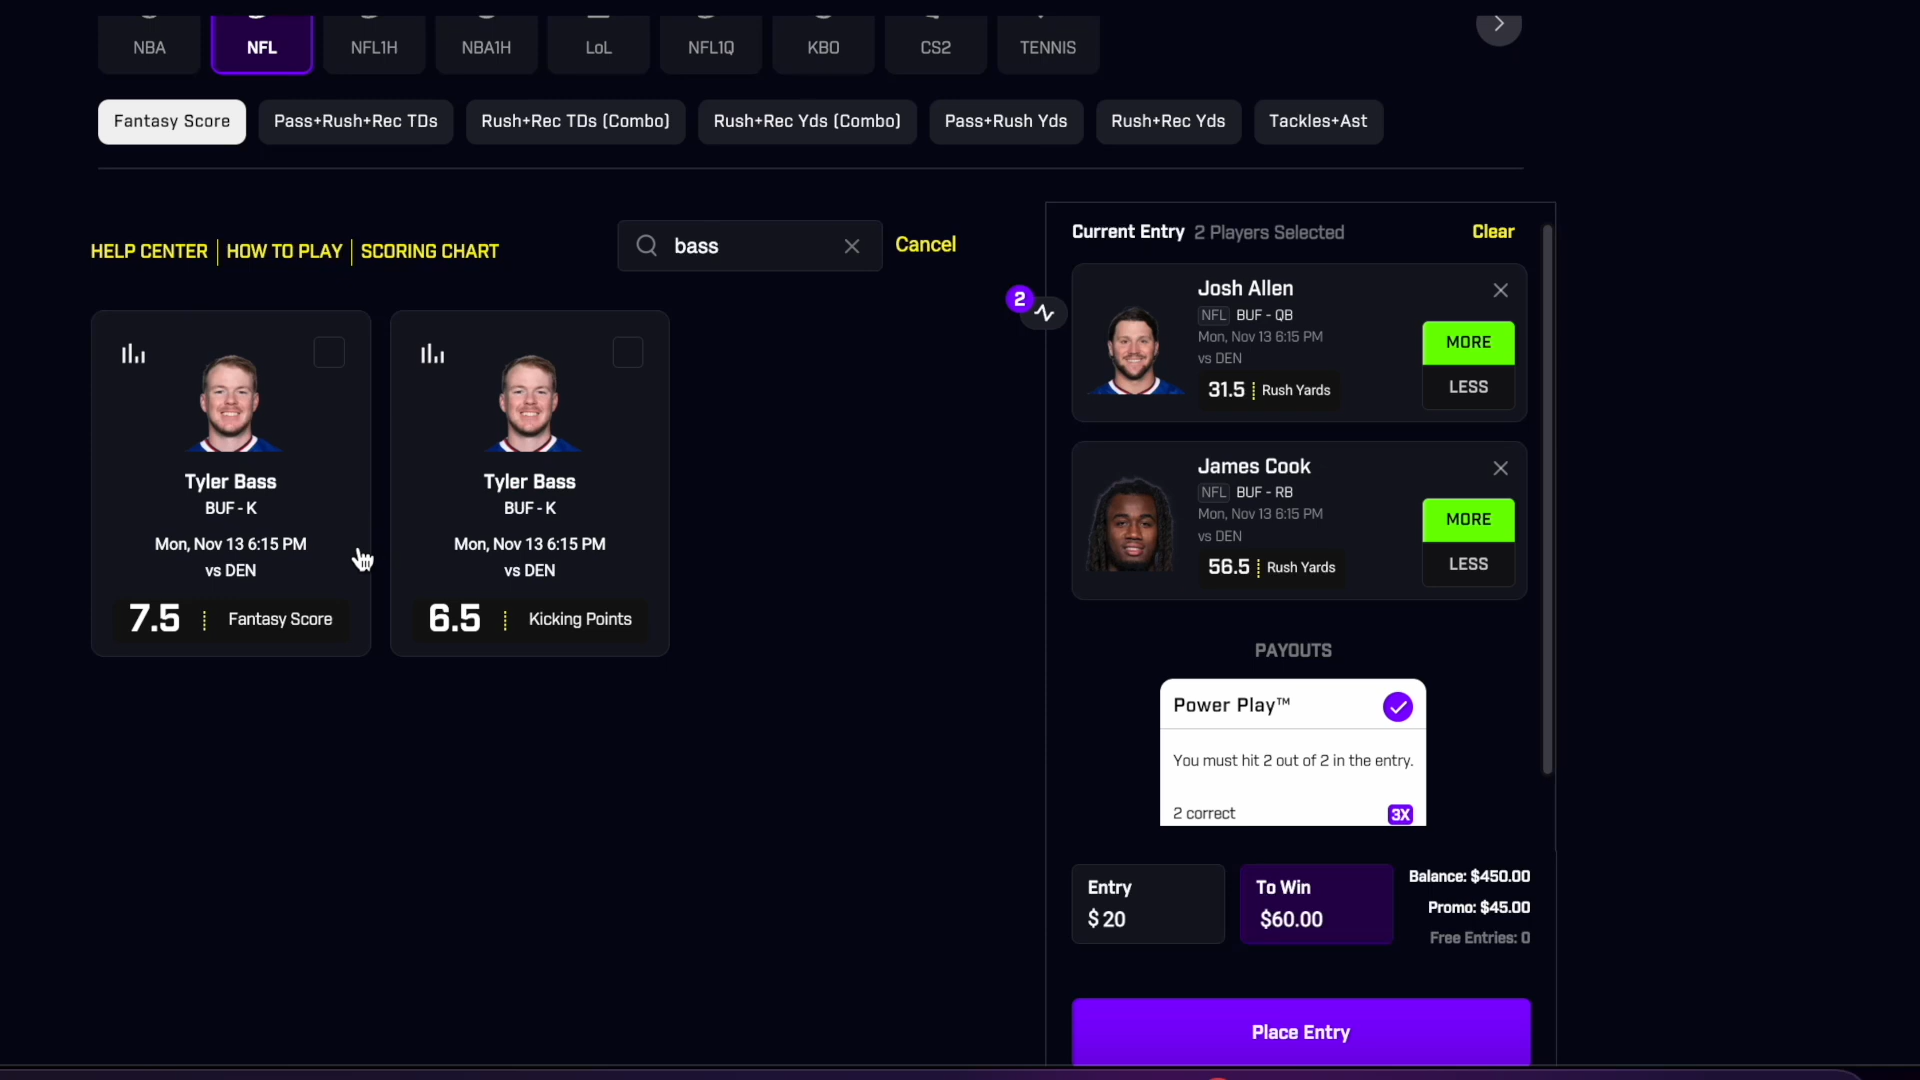 NBA
NFL
NFL1H
NBA1H
LoL
NFL1Q
KBO
CS2
TENNIS
Fantasy Score
Pass+Rush+Rec TDs
Rush+Rec TDs (Combo)
Rush+Rec Yds (Combo)
Pass+Rush Yds
Rush+Rec Yds
Tackles+Ast
HELP CENTER
HOW TO PLAY
SCORING CHART
bass
Cancel
Tyler Bass
BUF - K
Mon, Nov 13 6:15 PM
vs DEN
7.5 Fantasy Score
Tyler Bass
BUF - K
Mon, Nov 13 6:15 PM
vs DEN
6.5 Kicking Points
Current Entry 2 Players Selected
Clear
2
Josh Allen
NFL BUF - QB
Mon, Nov 13 6:15 PM
vs DEN
31.5 Rush Yards
MORE
LESS
James Cook
NFL BUF - RB
Mon, Nov 13 6:15 PM
vs DEN
56.5 Rush Yards
MORE
LESS
PAYOUTS
Power Play™
You must hit 2 out of 2 in the entry.
2 correct 3X
Entry
$ 20
To Win
$60.00
Balance: $450.00
Promo: $45.00
Free Entries: 0
Place Entry